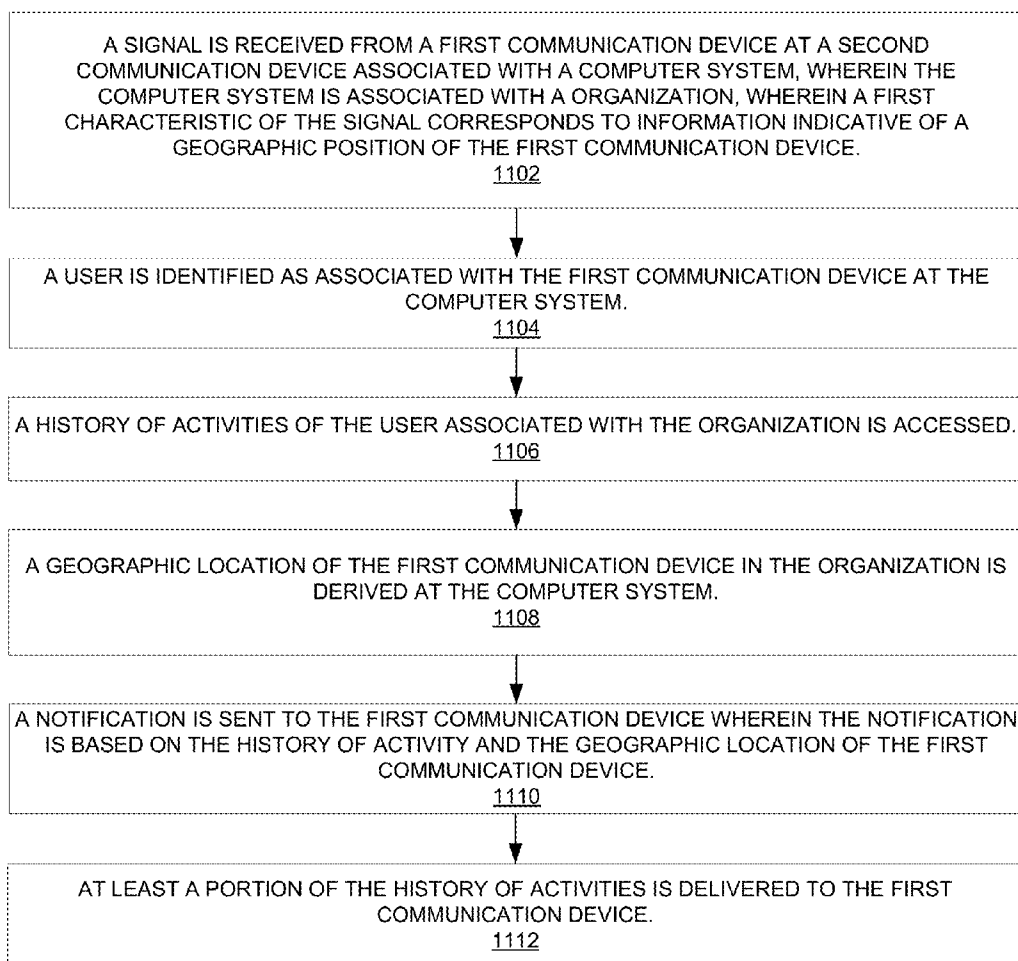 A SIGNAL IS RECEIVED FROM A FIRST COMMUNICATION DEVICE AT A SECOND
COMMUNICATION DEVICE ASSOCIATED WITH A COMPUTER SYSTEM, WHEREIN THE
COMPUTER SYSTEM IS ASSOCIATED WITH A ORGANIZATION, WHEREIN A FIRST
CHARACTERISTIC OF THE SIGNAL CORRESPONDS TO INFORMATION INDICATIVE OF A
GEOGRAPHIC POSITION OF THE FIRST COMMUNICATION DEVICE.
1102
A USER IS IDENTIFIED AS ASSOCIATED WITH THE FIRST COMMUNICATION DEVICE AT THE
COMPUTER SYSTEM.
1104
A HISTORY OF ACTIVITIES OF THE USER ASSOCIATED WITH THE ORGANIZATION IS ACCESSED.
1106
A GEOGRAPHIC LOCATION OF THE FIRST COMMUNICATION DEVICE IN THE ORGANIZATION IS
DERIVED AT THE COMPUTER SYSTEM.
1108
A NOTIFICATION IS SENT TO THE FIRST COMMUNICATION DEVICE WHEREIN THE NOTIFICATION
IS BASED ON THE HISTORY OF ACTIVITY AND THE GEOGRAPHIC LOCATION OF THE FIRST
COMMUNICATION DEVICE.
1110
AT LEAST A PORTION OF THE HISTORY OF ACTIVITIES IS DELIVERED TO THE FIRST
COMMUNICATION DEVICE.
1112